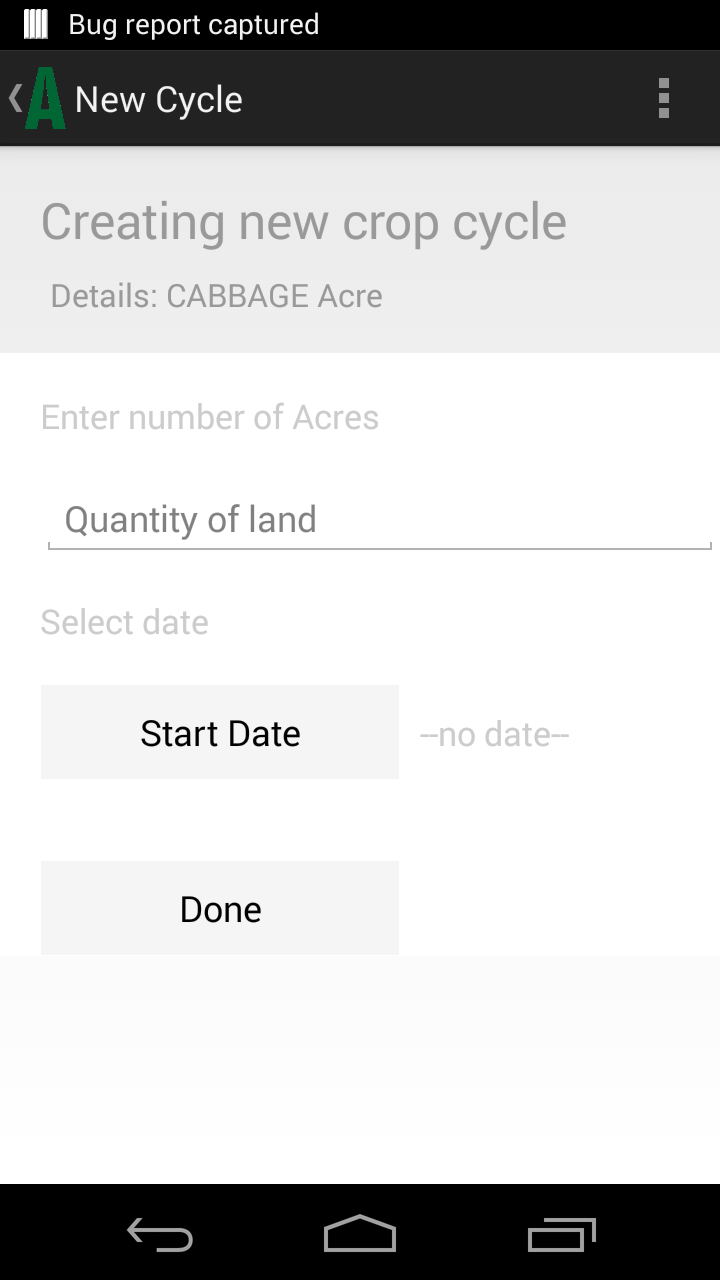 Bug report captured
A New Cycle
Creating new crop cycle
Details: CABBAGE Acre
Enter number of Acres
Quantity of land
Select date
Start Date --no date--
Done